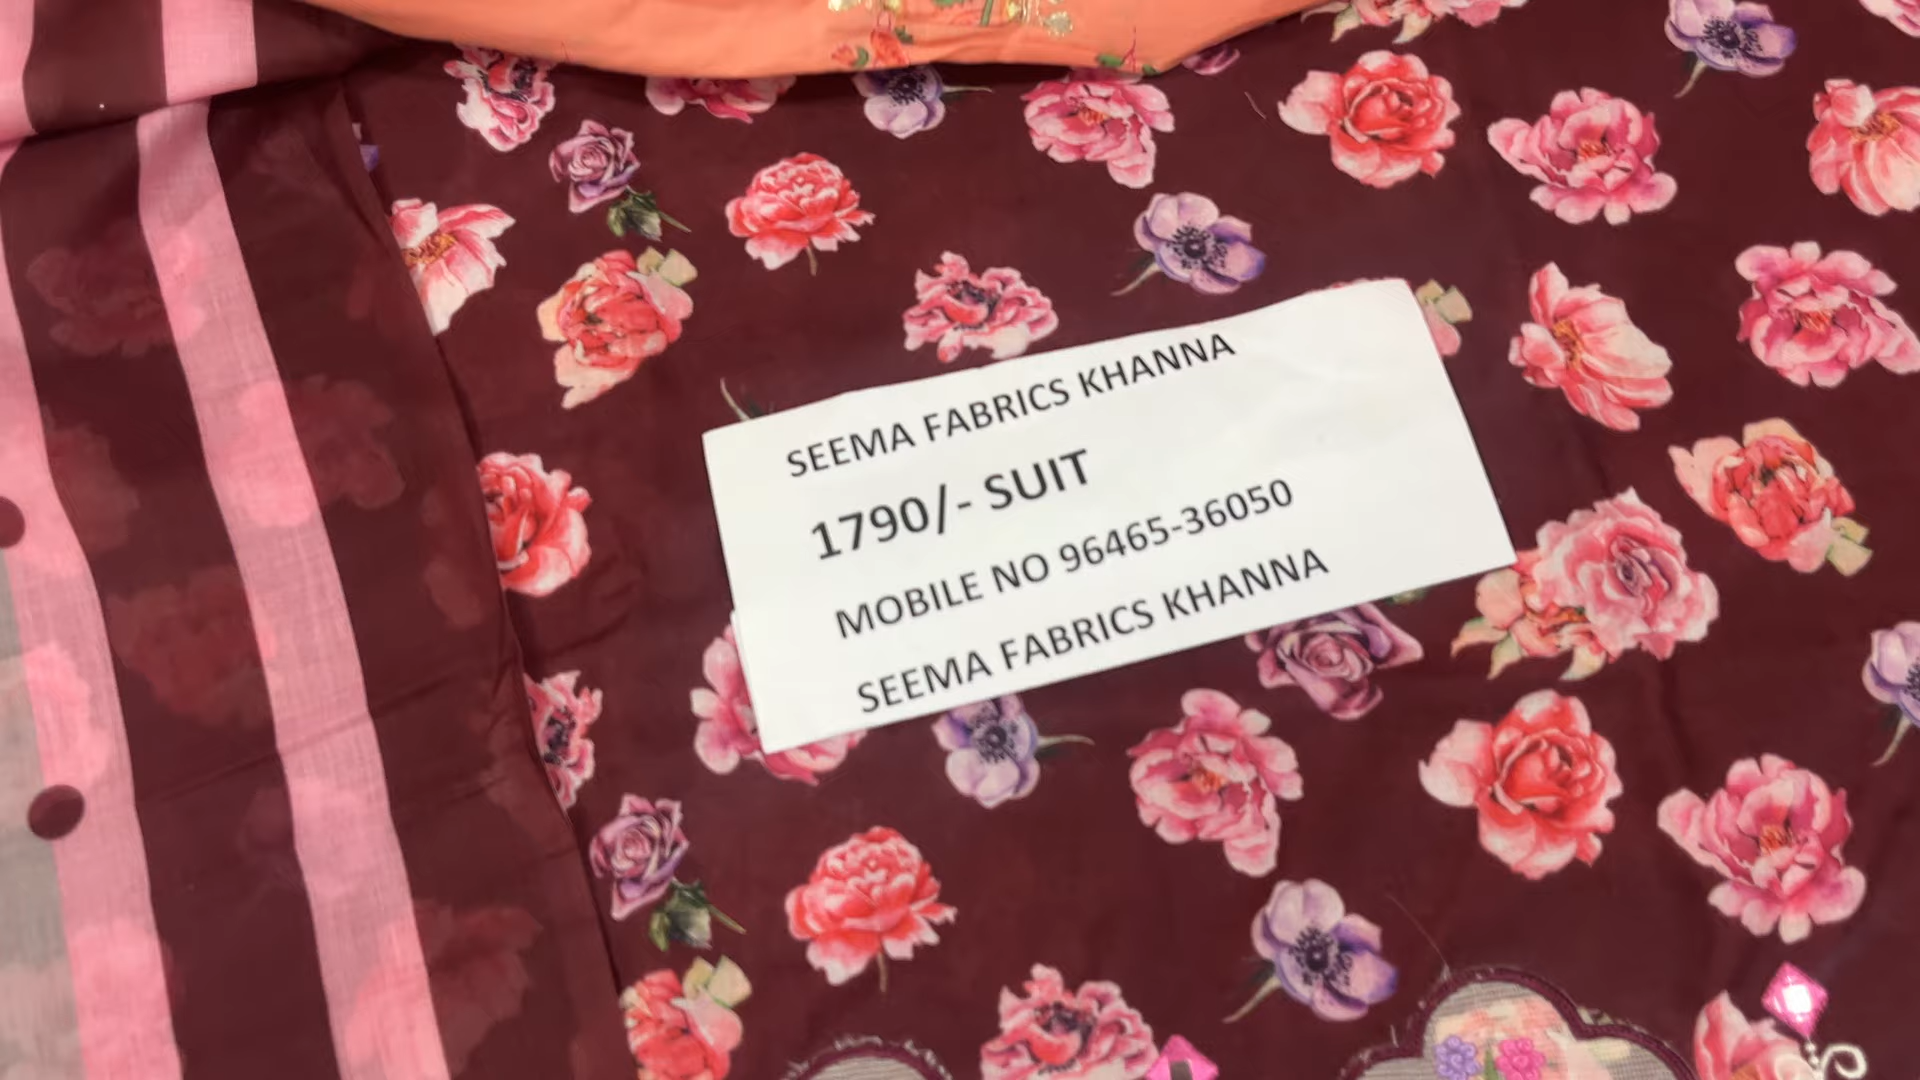 SEEMA FABRICS KHANNA
1790/- SUIT
MOBILE NO 96465-36050
SEEMA FABRICS KHANNA